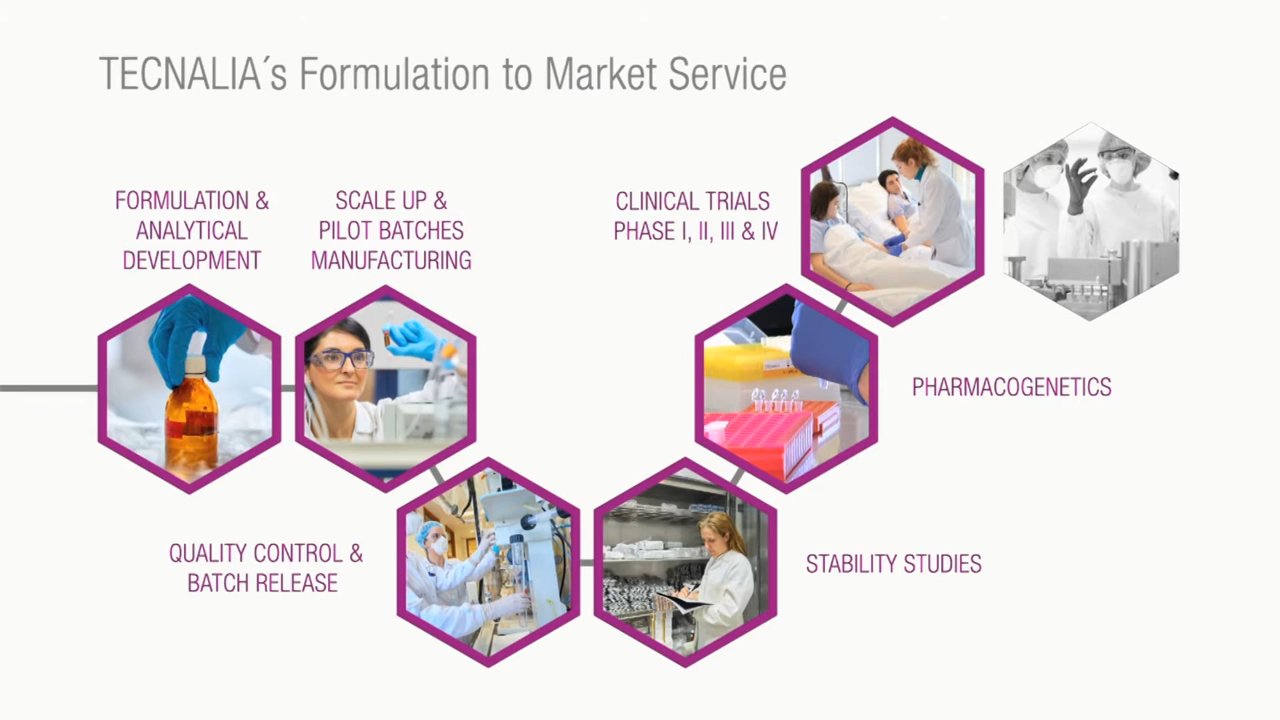 TECNALIA´s Formulation to Market Service
FORMULATION &
ANALYTICAL
DEVELOPMENT
SCALE UP &
PILOT BATCHES
MANUFACTURING
CLINICAL TRIALS
PHASE I, II, III & IV
PHARMACOGENETICS
QUALITY CONTROL &
BATCH RELEASE
STABILITY STUDIES